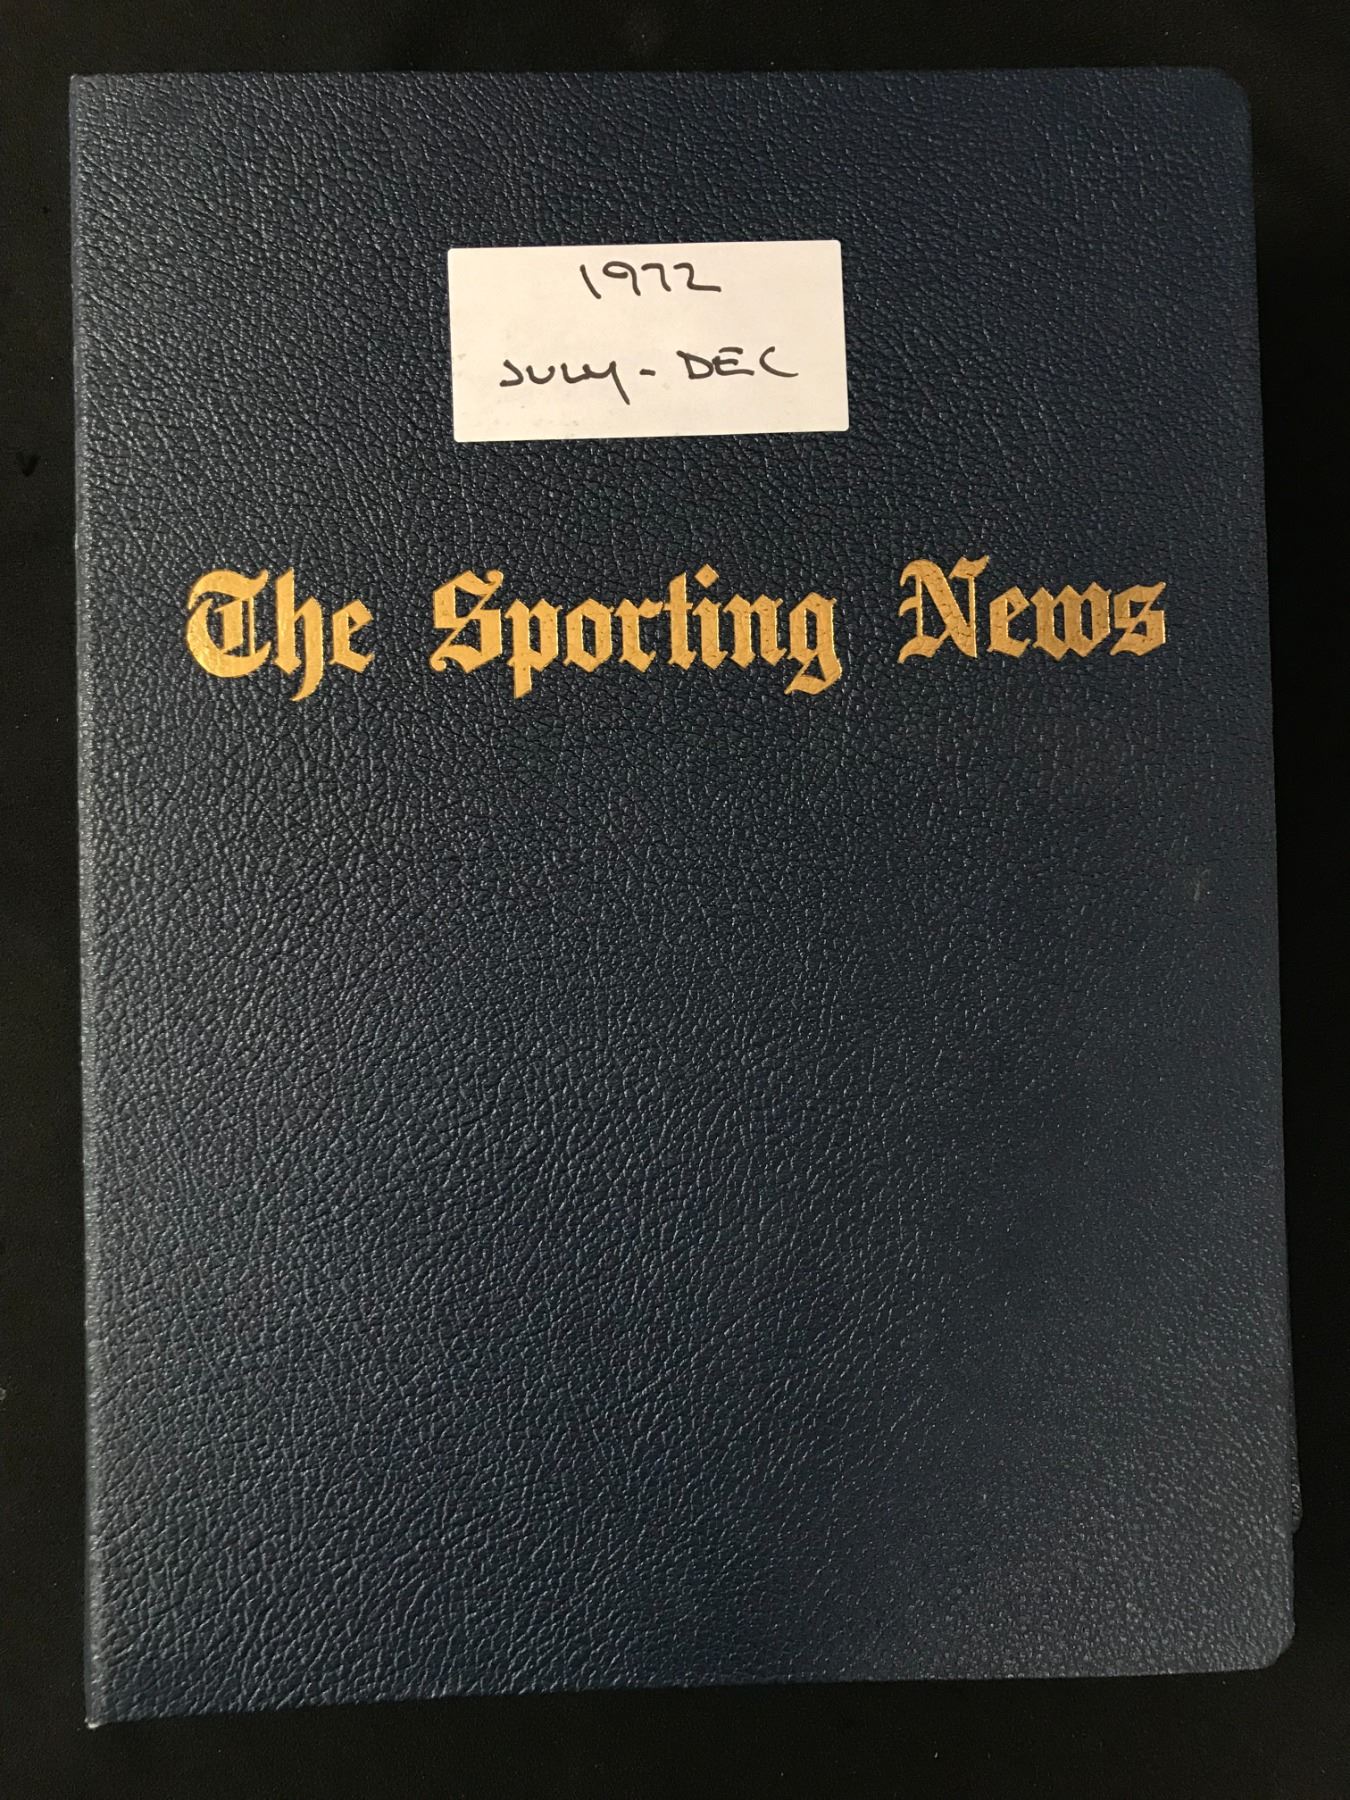 1972
JULY - DEC
The Sporting News